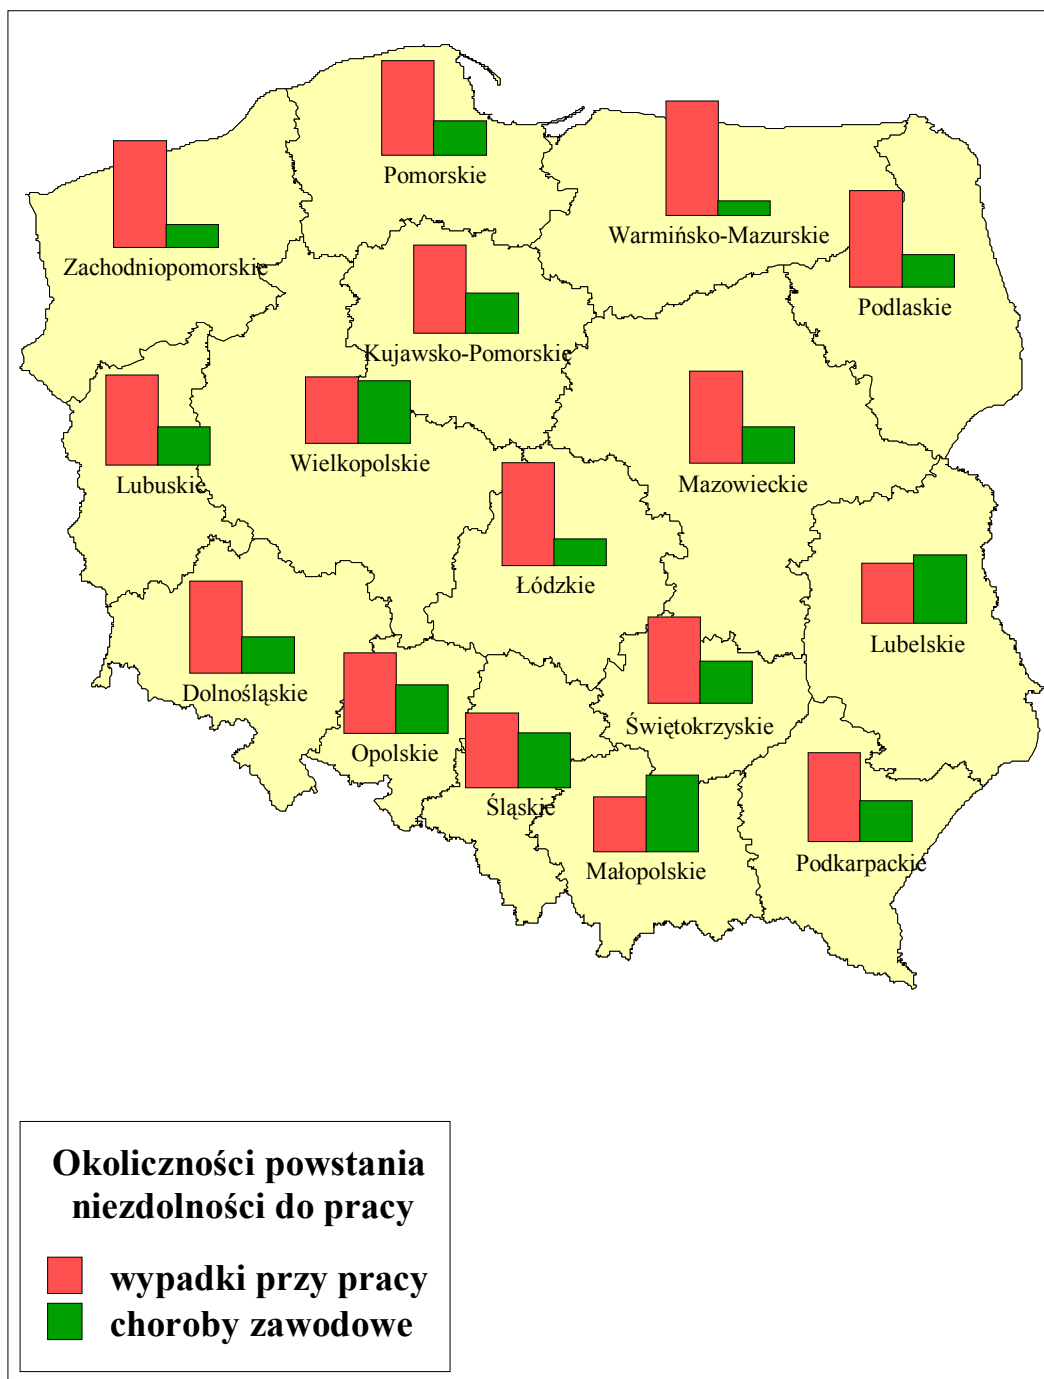 Pomorskie
Warmińsko-Mazurskie
Zachodniopomorskie
Podlaskie
Kujawsko-Pomorskie
Wielkopolskie
Lubuskie
Mazowieckie
Łódzkie
Lubelskie
Dolnośląskie
Świętokrzyskie
Opolskie
Śląskie
Małopolskie
Podkarpackie
Okoliczności powstania
niezdolności do pracy
wypadki przy pracy
choroby zawodowe